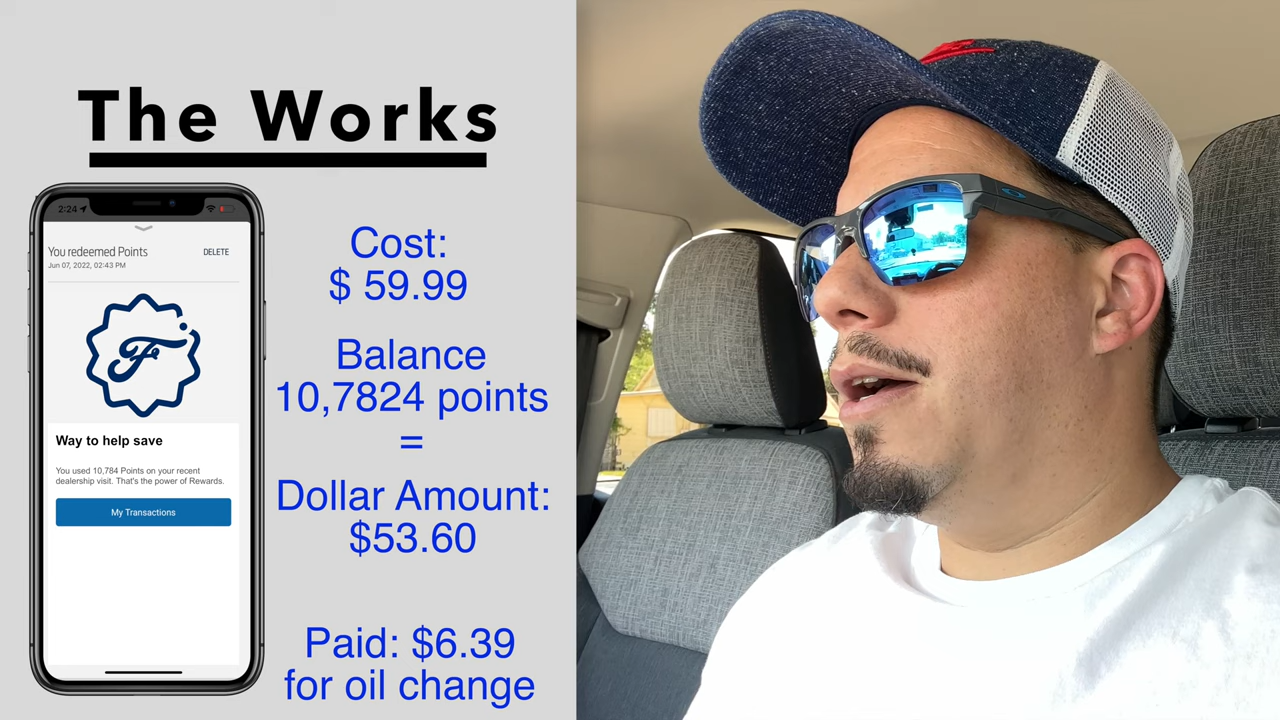 The Works
2:24
You redeemed Points
DELETE
Jun 07, 2022, 02:43 PM
F
Way to help save
You used 10,784 Points on your recent
dealership visit. That's the power of Rewards.
My Transactions
Cost:
$ 59.99
Balance
10,7824 points
=
Dollar Amount:
$53.60
Paid: $6.39
for oil change